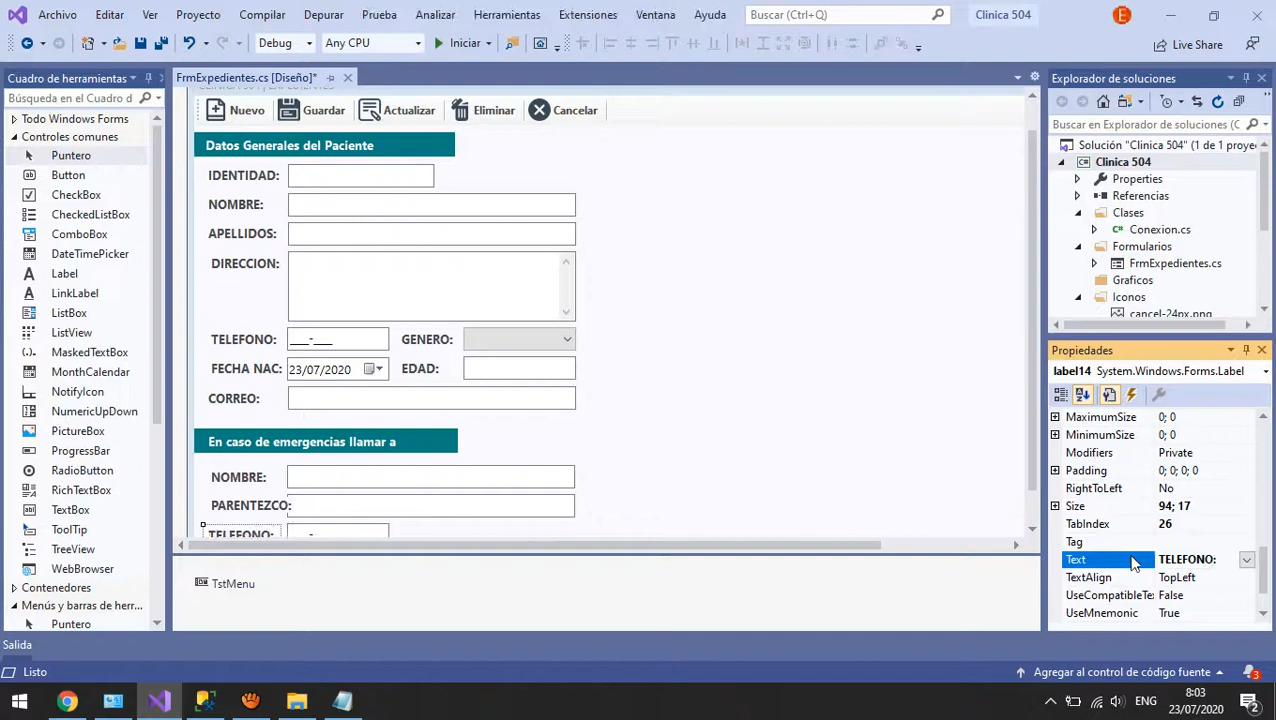 Archivo Editar Ver Proyecto Compilar Depurar Prueba Analizar Herramientas Extensiones Ventana Ayuda Buscar (Ctrl+Q) Clinica 504 E
Debug Any CPU Iniciar Live Share
Cuadro de herramientas
Búsqueda en el Cuadro d
Todo Windows Forms
Controles comunes
Puntero
Button
CheckBox
CheckedListBox
ComboBox
DateTimePicker
Label
LinkLabel
ListBox
ListView
MaskedTextBox
MonthCalendar
NotifyIcon
NumericUpDown
PictureBox
ProgressBar
RadioButton
RichTextBox
TextBox
ToolTip
TreeView
WebBrowser
Contenedores
Menús y barras de herr...
Puntero
FrmExpedientes.cs [Diseño]*
Nuevo Guardar Actualizar Eliminar Cancelar
Datos Generales del Paciente
IDENTIDAD:
NOMBRE:
APELLIDOS:
DIRECCION:
TELEFONO: ____-____ GENERO:
FECHA NAC: 23/07/2020 EDAD:
CORREO:
En caso de emergencias llamar a
NOMBRE:
PARENTEZCO:
TELEFONO: -
TstMenu
Explorador de soluciones
Buscar en Explorador de soluciones (C
Solución "Clinica 504" (1 de 1 proye
Clinica 504
Properties
Referencias
Clases
Conexion.cs
Formularios
FrmExpedientes.cs
Graficos
Iconos
cancel-24px.png
Propiedades
label14 System.Windows.Forms.Label
MaximumSize 0; 0
MinimumSize 0; 0
Modifiers Private
Padding 0; 0; 0; 0
RightToLeft No
Size 94; 17
TabIndex 26
Tag
Text TELEFONO:
TextAlign TopLeft
UseCompatibleTe: False
UseMnemonic True
Salida
Listo Agregar al control de código fuente 3
ENG 8:03
23/07/2020 2